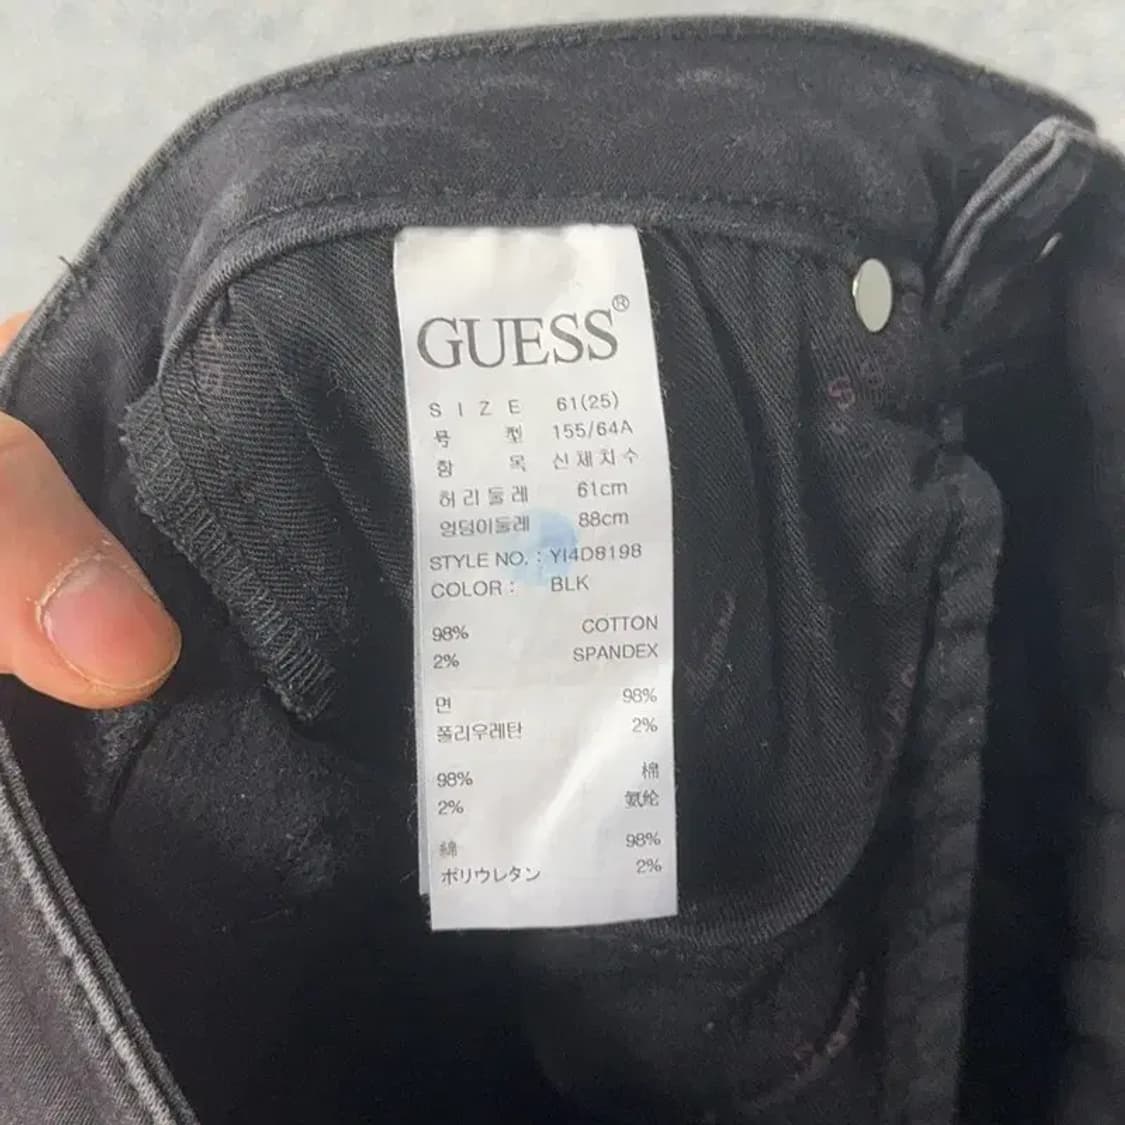 GUESS®
SIZE 61(25)
号型 155/64A
항목 신체치수
허리둘레 61cm
엉덩이둘레 88cm
STYLE NO. : YI4D8198
COLOR : BLK
98% COTTON
2% SPANDEX
면 98%
폴리우레탄 2%
98% 棉
2% 氨纶
綿 98%
ポリウレタン 2%